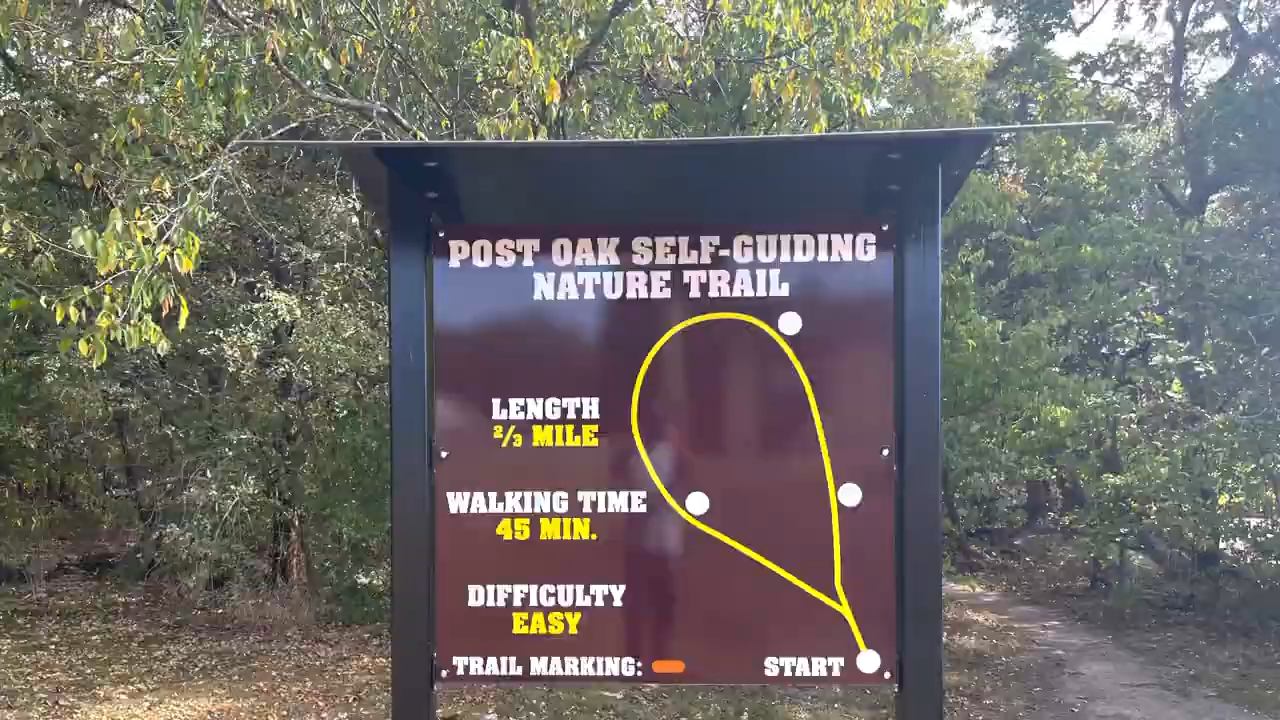 POST OAK SELF-GUIDING
NATURE TRAIL
LENGTH
⅔ MILE
WALKING TIME
45 MIN.
DIFFICULTY
EASY
TRAIL MARKING:
START